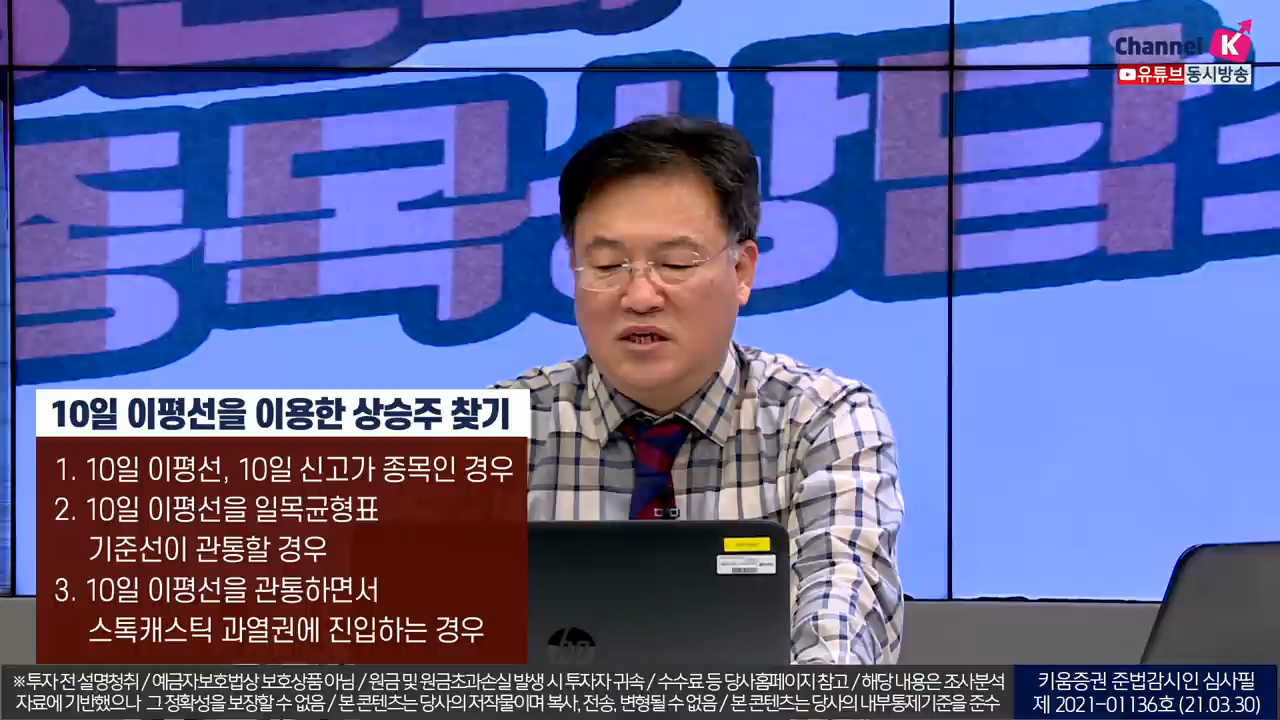 Channel K
유튜브동시방송
종목상담소
10일 이평선을 이용한 상승주 찾기
1. 10일 이평선, 10일 신고가 종목인 경우
2. 10일 이평선을 일목균형표
기준선이 관통할 경우
3. 10일 이평선을 관통하면서
스톡캐스틱 과열권에 진입하는 경우
hp
※투자 전 설명청취 / 예금자보호법상 보호상품 아님 / 원금 및 원금초과손실 발생 시 투자자 귀속 / 수수료 등 당사홈페이지 참고 / 해당 내용은 조사분석
자료에 기반했으나 그 정확성을 보장할 수 없음 / 본 콘텐츠는 당사의 저작물이며 복사, 전송, 변형될 수 없음 / 본 콘텐츠는 당사의 내부통제기준을 준수
키움증권 준법감시인 심사필
제 2021-01136호 (21.03.30)